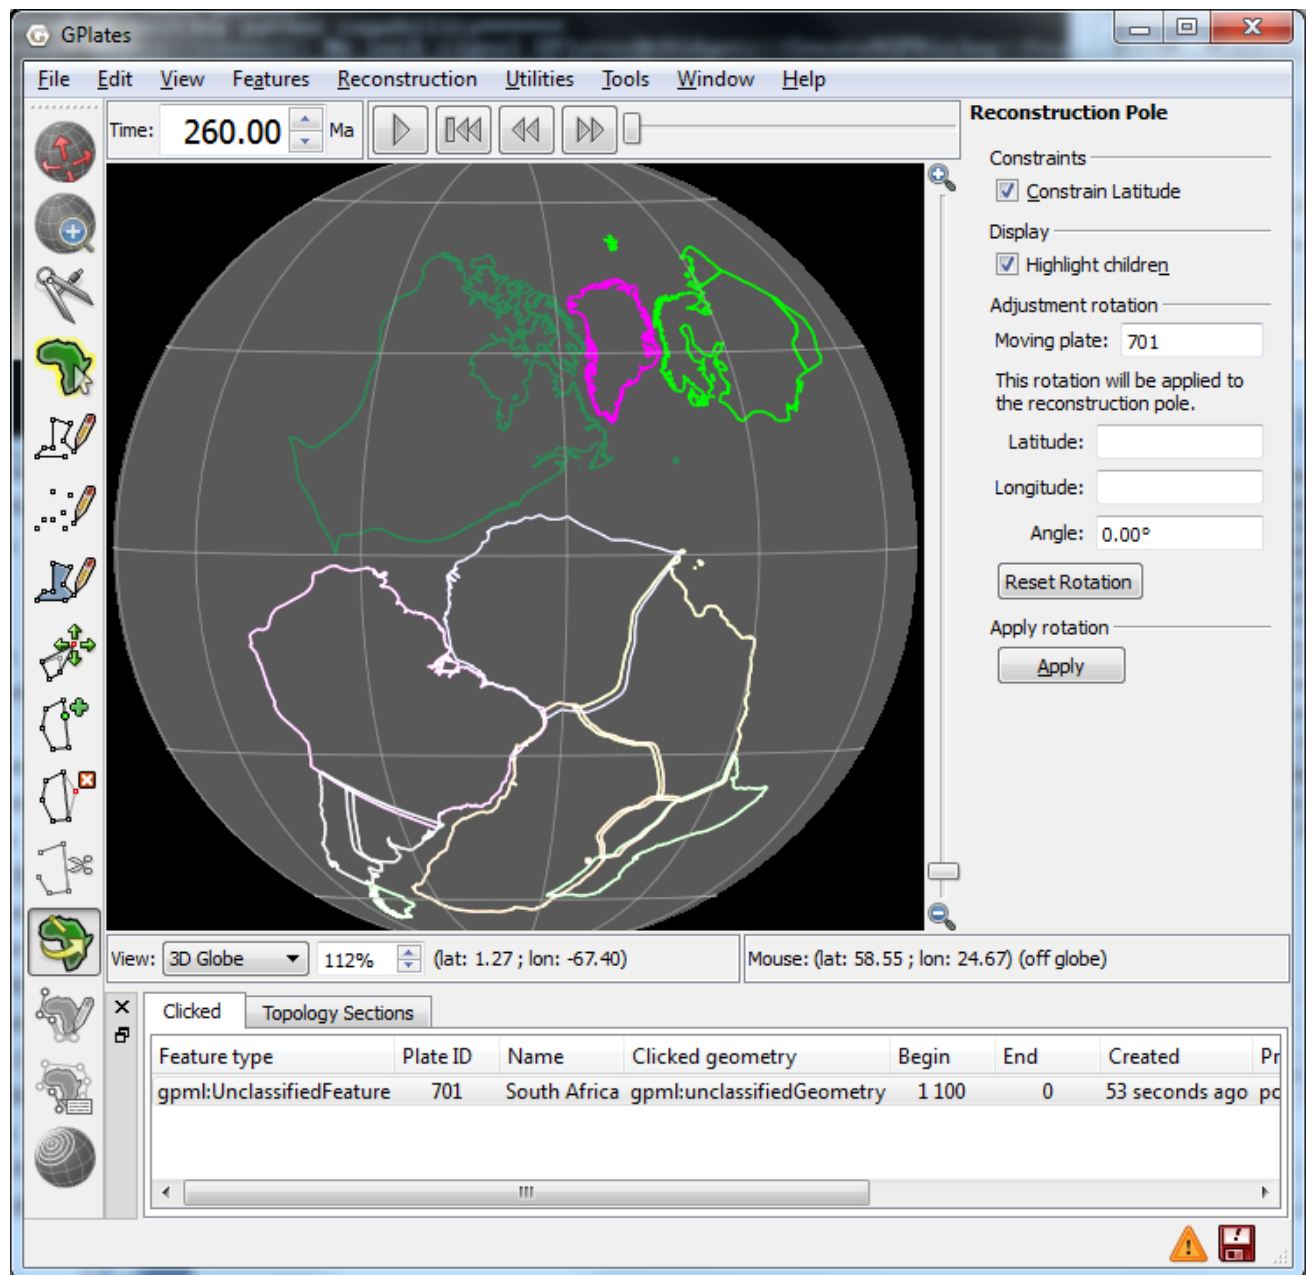 GPlates
File Edit View Features Reconstruction Utilities Tools Window Help
Time: 260.00 Ma
Reconstruction Pole
Constraints
Constrain Latitude
Display
Highlight children
Adjustment rotation
Moving plate: 701
This rotation will be applied to
the reconstruction pole.
Latitude:
Longitude:
Angle: 0.00°
Reset Rotation
Apply rotation
Apply
View: 3D Globe 112% (lat: 1.27 ; lon: -67.40) Mouse: (lat: 58.55 ; lon: 24.67) (off globe)
Clicked Topology Sections
Feature type Plate ID Name Clicked geometry Begin End Created Pr
gpml:UnclassifiedFeature 701 South Africa gpml:unclassifiedGeometry 1 100 0 53 seconds ago pc